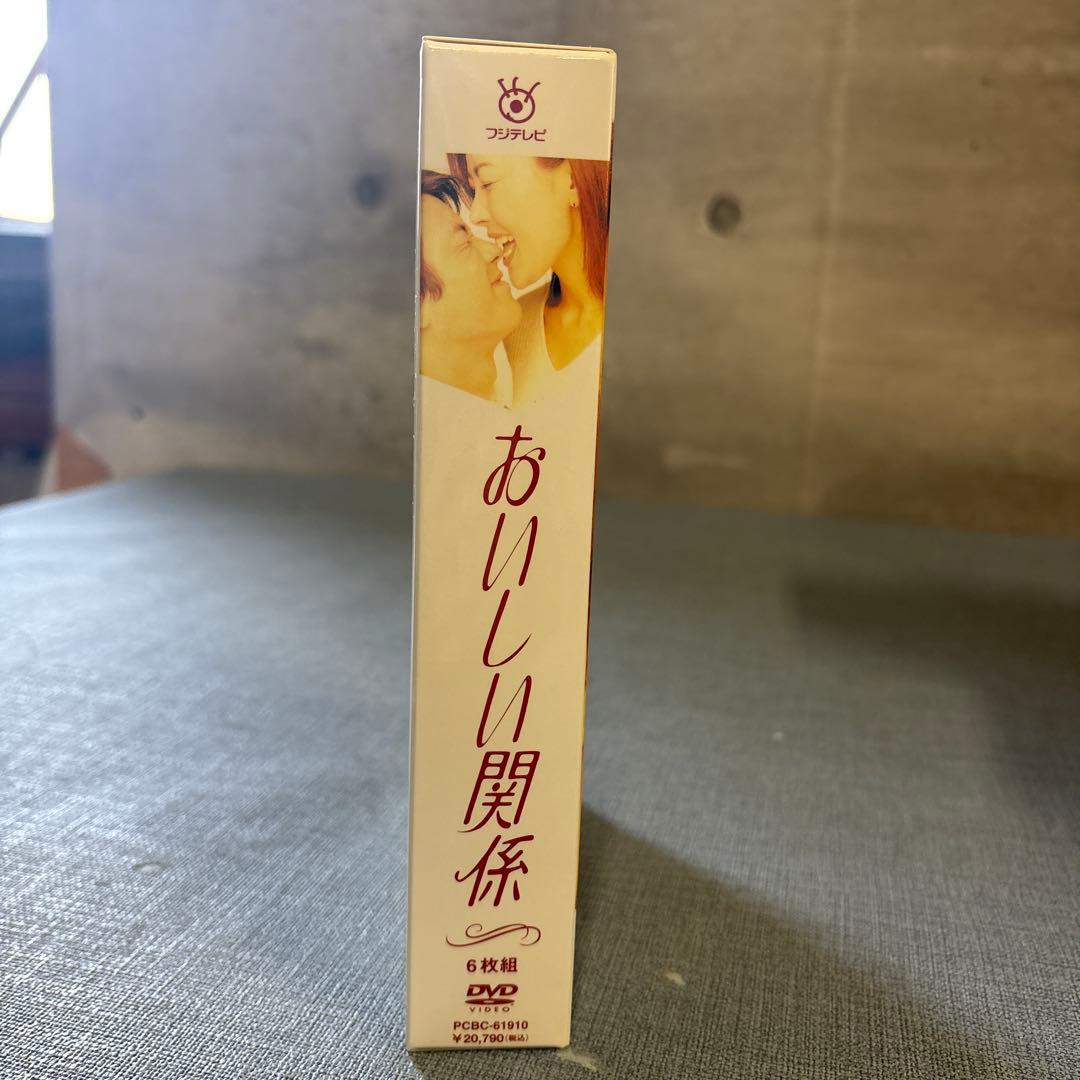 フジテレビ
おいしい関係
6枚組
DVD
VIDEO
PCBC-61910
¥20,790(税込)